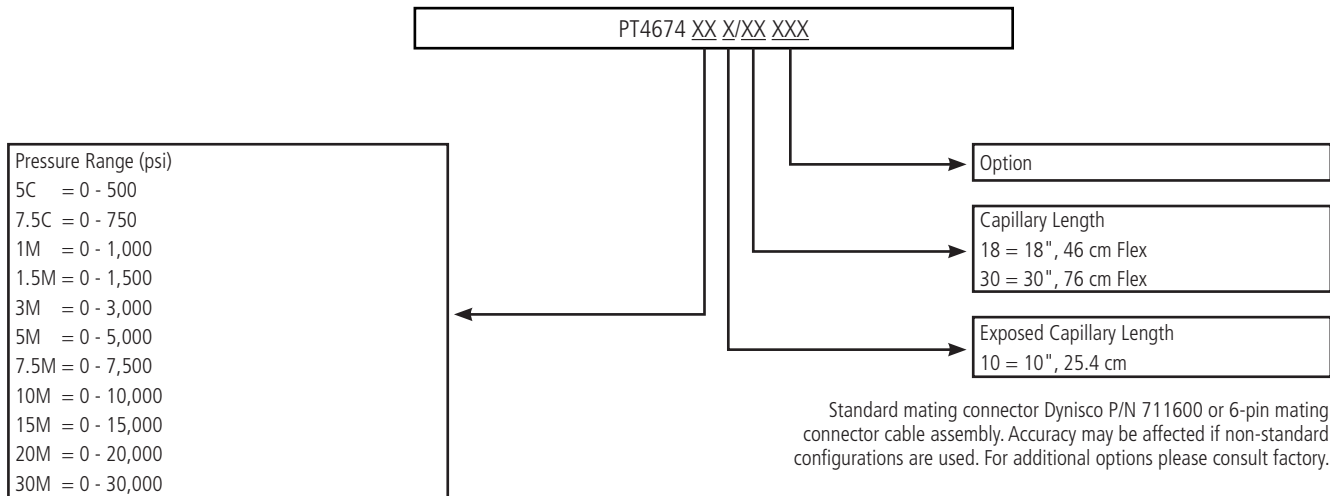 PT4674 XX X/XX XXX
Pressure Range (psi)
5C = 0 - 500
7.5C = 0 - 750
1M = 0 - 1,000
1.5M = 0 - 1,500
3M = 0 - 3,000
5M = 0 - 5,000
7.5M = 0 - 7,500
10M = 0 - 10,000
15M = 0 - 15,000
20M = 0 - 20,000
30M = 0 - 30,000
Option
Capillary Length
18 = 18", 46 cm Flex
30 = 30", 76 cm Flex
Exposed Capillary Length
10 = 10", 25.4 cm
Standard mating connector Dynisco P/N 711600 or 6-pin mating
connector cable assembly. Accuracy may be affected if non-standard
configurations are used. For additional options please consult factory.